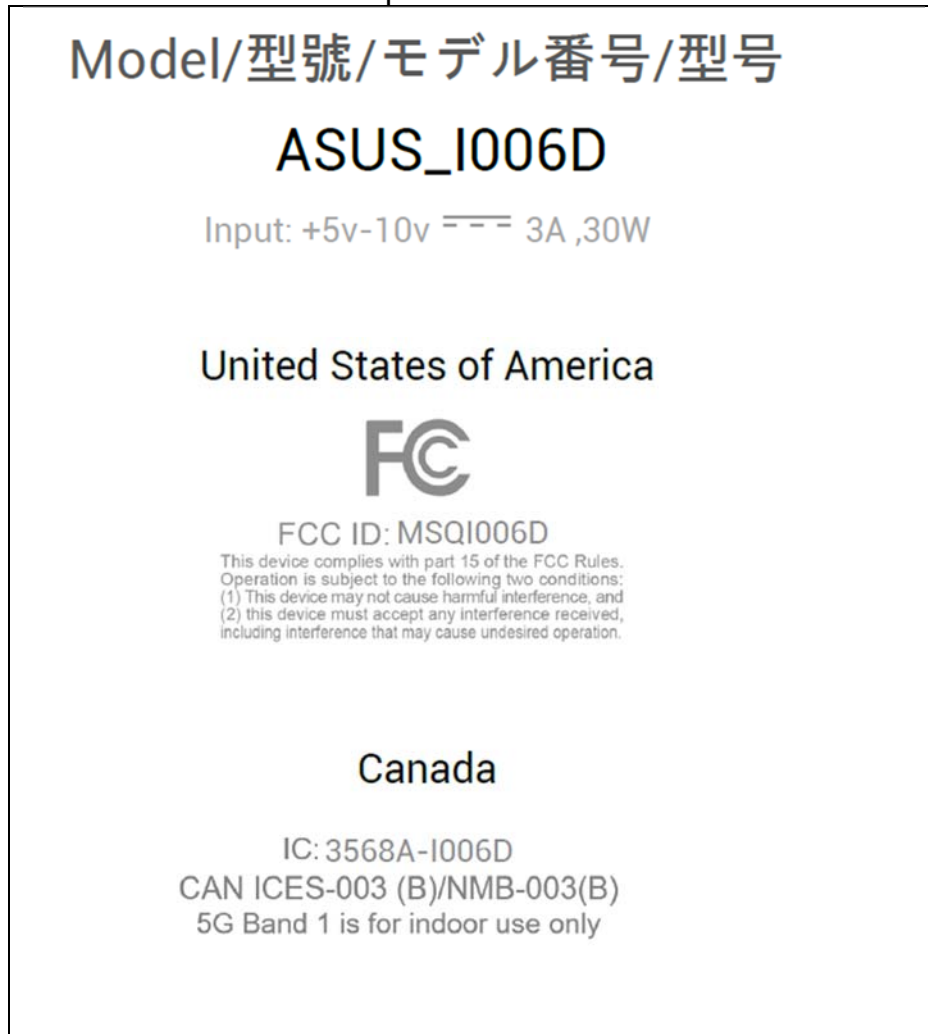 Model/型號/モデル番号/型号
ASUS_I006D
Input: +5v-10v ⎓ 3A ,30W
United States of America
FC
FCC ID: MSQI006D
This device complies with part 15 of the FCC Rules.
Operation is subject to the following two conditions:
(1) This device may not cause harmful interference, and
(2) this device must accept any interference received,
including interference that may cause undesired operation.
Canada
IC: 3568A-I006D
CAN ICES-003 (B)/NMB-003(B)
5G Band 1 is for indoor use only